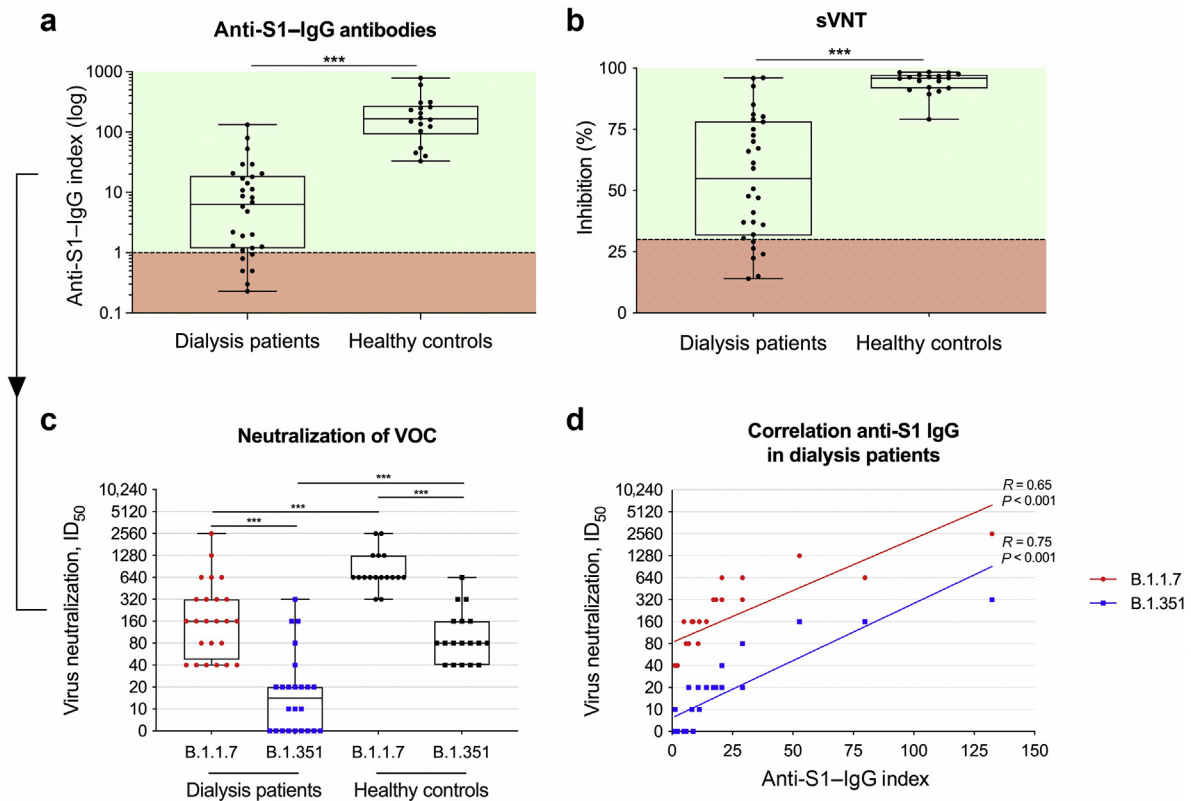 a
Anti-S1–IgG antibodies
***
Anti-S1–IgG index (log)
1000
100
10
1
0.1
Dialysis patients
Healthy controls
b
sVNT
***
Inhibition (%)
100
75
50
25
0
Dialysis patients
Healthy controls
c
Neutralization of VOC
***
***
***
***
Virus neutralization, ID50
10,240
5120
2560
1280
640
320
160
80
40
20
10
0
B.1.1.7
B.1.351
B.1.1.7
B.1.351
Dialysis patients
Healthy controls
d
Correlation anti-S1 IgG
in dialysis patients
R = 0.65
P < 0.001
R = 0.75
P < 0.001
Virus neutralization, ID50
10,240
5120
2560
1280
640
320
160
80
40
20
10
0
0
25
50
75
100
125
150
Anti-S1–IgG index
B.1.1.7
B.1.351